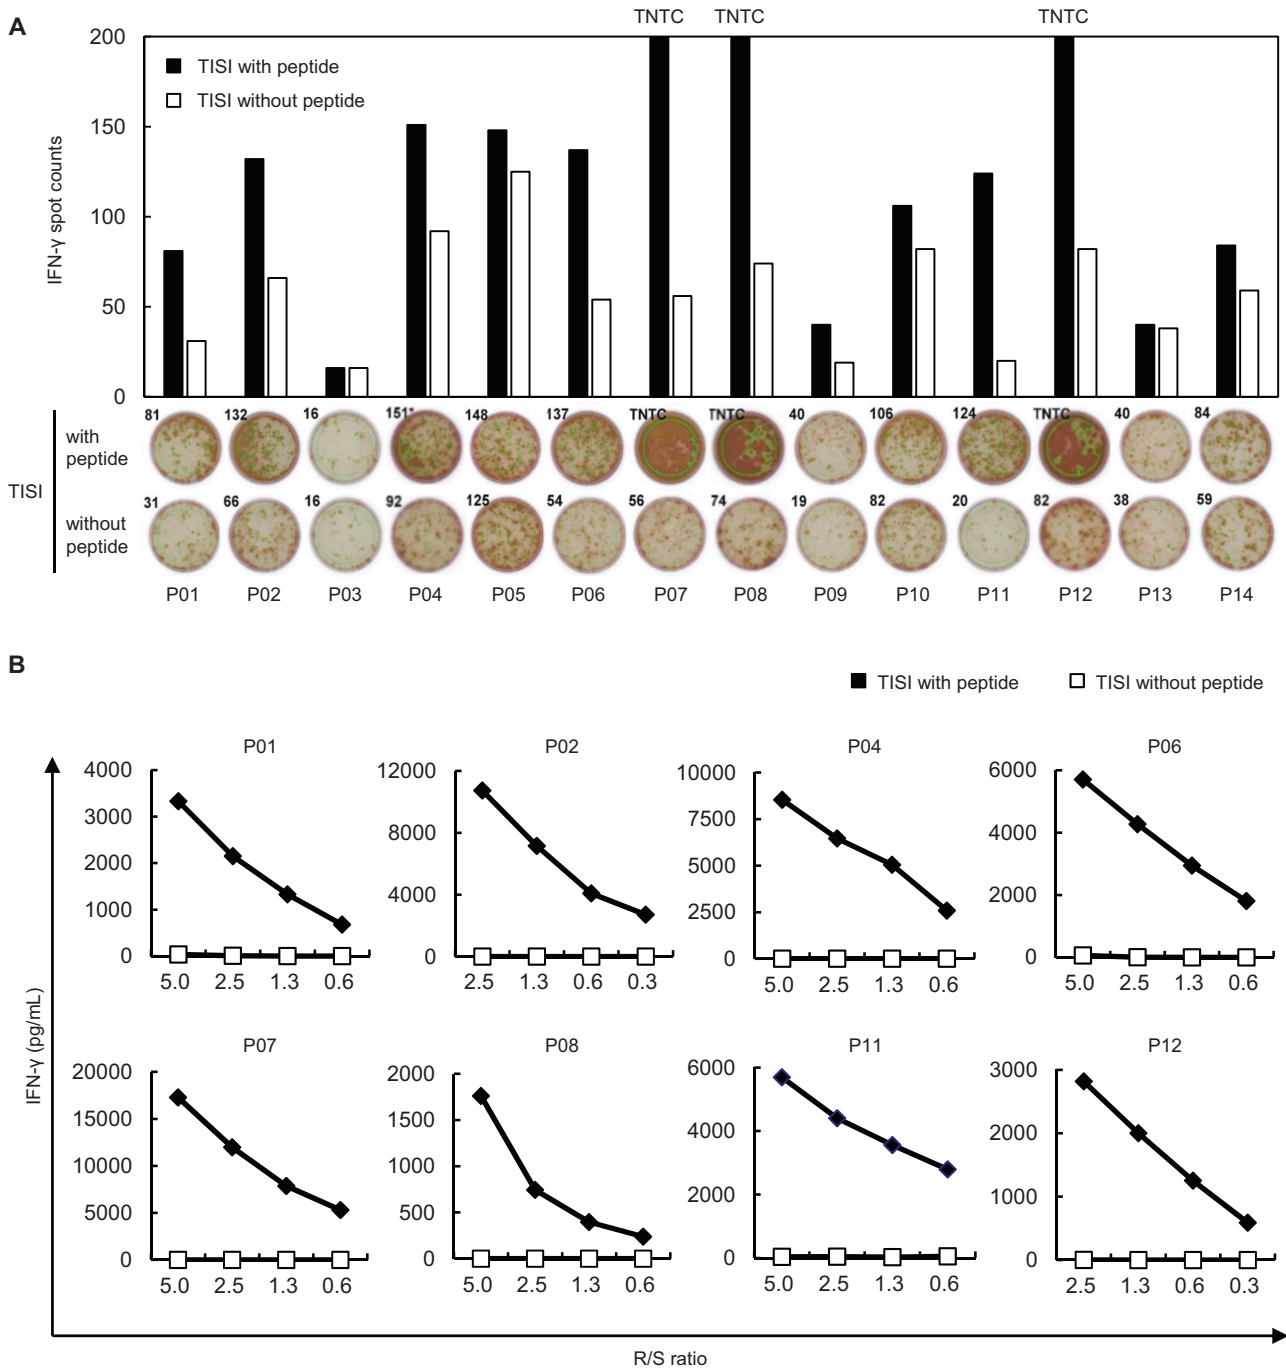 A
TNTC TNTC TNTC
200
150
100
50
0
IFN-γ spot counts
TISI with peptide
TISI without peptide
TISI
with
peptide
81 132 16 151* 148 137 TNTC TNTC 40 106 124 TNTC 40 84
without
peptide
31 66 16 92 125 54 56 74 19 82 20 82 38 59
P01 P02 P03 P04 P05 P06 P07 P08 P09 P10 P11 P12 P13 P14
B
TISI with peptide TISI without peptide
IFN-γ (pg/mL)
P01
4000
3000
2000
1000
0
5.0 2.5 1.3 0.6
P02
12000
8000
4000
0
2.5 1.3 0.6 0.3
P04
10000
7500
5000
2500
0
5.0 2.5 1.3 0.6
P06
6000
4000
2000
0
5.0 2.5 1.3 0.6
P07
20000
15000
10000
5000
0
5.0 2.5 1.3 0.6
P08
2000
1500
1000
500
0
5.0 2.5 1.3 0.6
P11
6000
4000
2000
0
5.0 2.5 1.3 0.6
P12
3000
2000
1000
0
2.5 1.3 0.6 0.3
R/S ratio